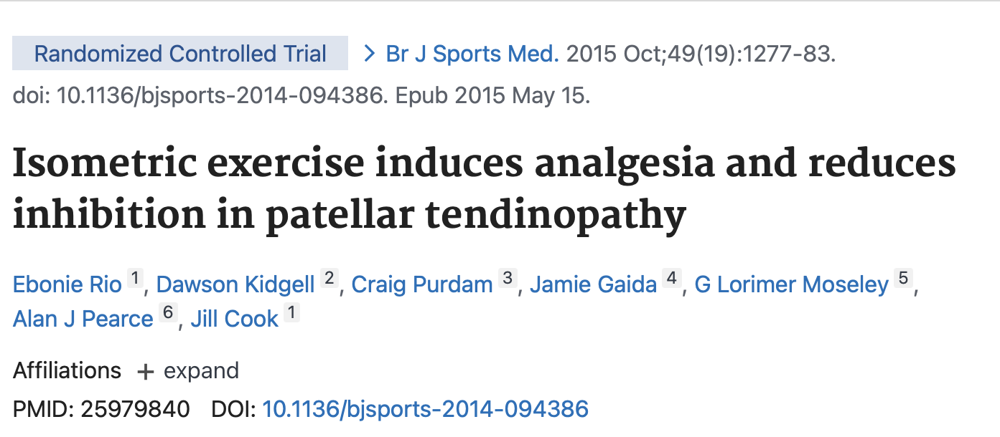 Randomized Controlled Trial > Br J Sports Med. 2015 Oct;49(19):1277-83.
doi: 10.1136/bjsports-2014-094386. Epub 2015 May 15.
Isometric exercise induces analgesia and reduces
inhibition in patellar tendinopathy
Ebonie Rio 1, Dawson Kidgell 2, Craig Purdam 3, Jamie Gaida 4, G Lorimer Moseley 5,
Alan J Pearce 6, Jill Cook 1
Affiliations + expand
PMID: 25979840 DOI: 10.1136/bjsports-2014-094386